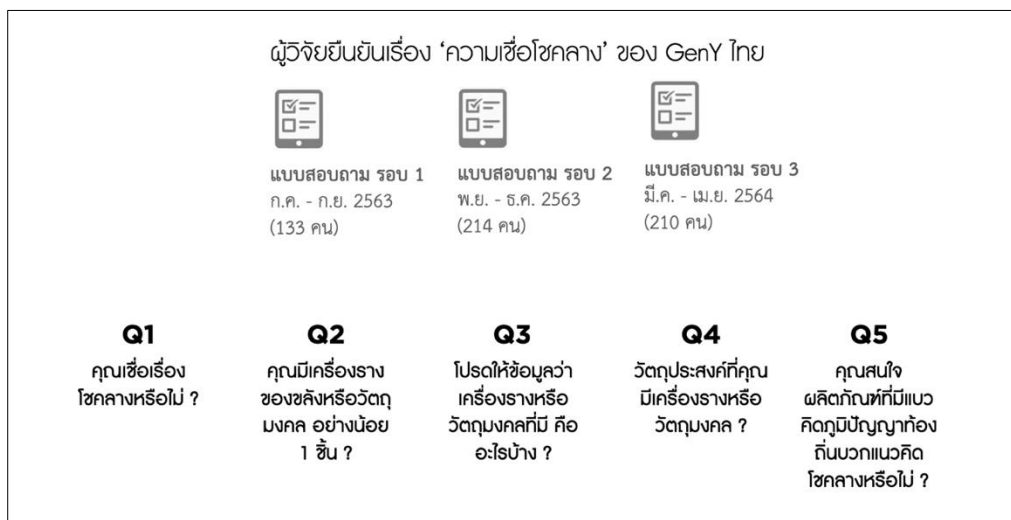 ผู้วิจัยยืนยันเรื่อง ‘ความเชื่อโชคลาง’ ของ GenY ไทย
แบบสอบถาม รอบ 1
ก.ค. - ก.ย. 2563
(133 คน)
แบบสอบถาม รอบ 2
พ.ย. - ธ.ค. 2563
(214 คน)
แบบสอบถาม รอบ 3
มี.ค. - เม.ย. 2564
(210 คน)
Q1
คุณเชื่อเรื่อง
โชคลางหรือไม่ ?
Q2
คุณมีเครื่องราง
ของขลังหรือวัตถุ
มงคล อย่างน้อย
1 ชิ้น ?
Q3
โปรดให้ข้อมูลว่า
เครื่องรางหรือ
วัตถุมงคลที่มี คือ
อะไรบ้าง ?
Q4
วัตถุประสงค์ที่คุณ
มีเครื่องรางหรือ
วัตถุมงคล ?
Q5
คุณสนใจ
ผลิตภัณฑ์ที่มีแนว
คิดภูมิปัญญาท้อง
ถิ่นบวกแนวคิด
โชคลางหรือไม่ ?